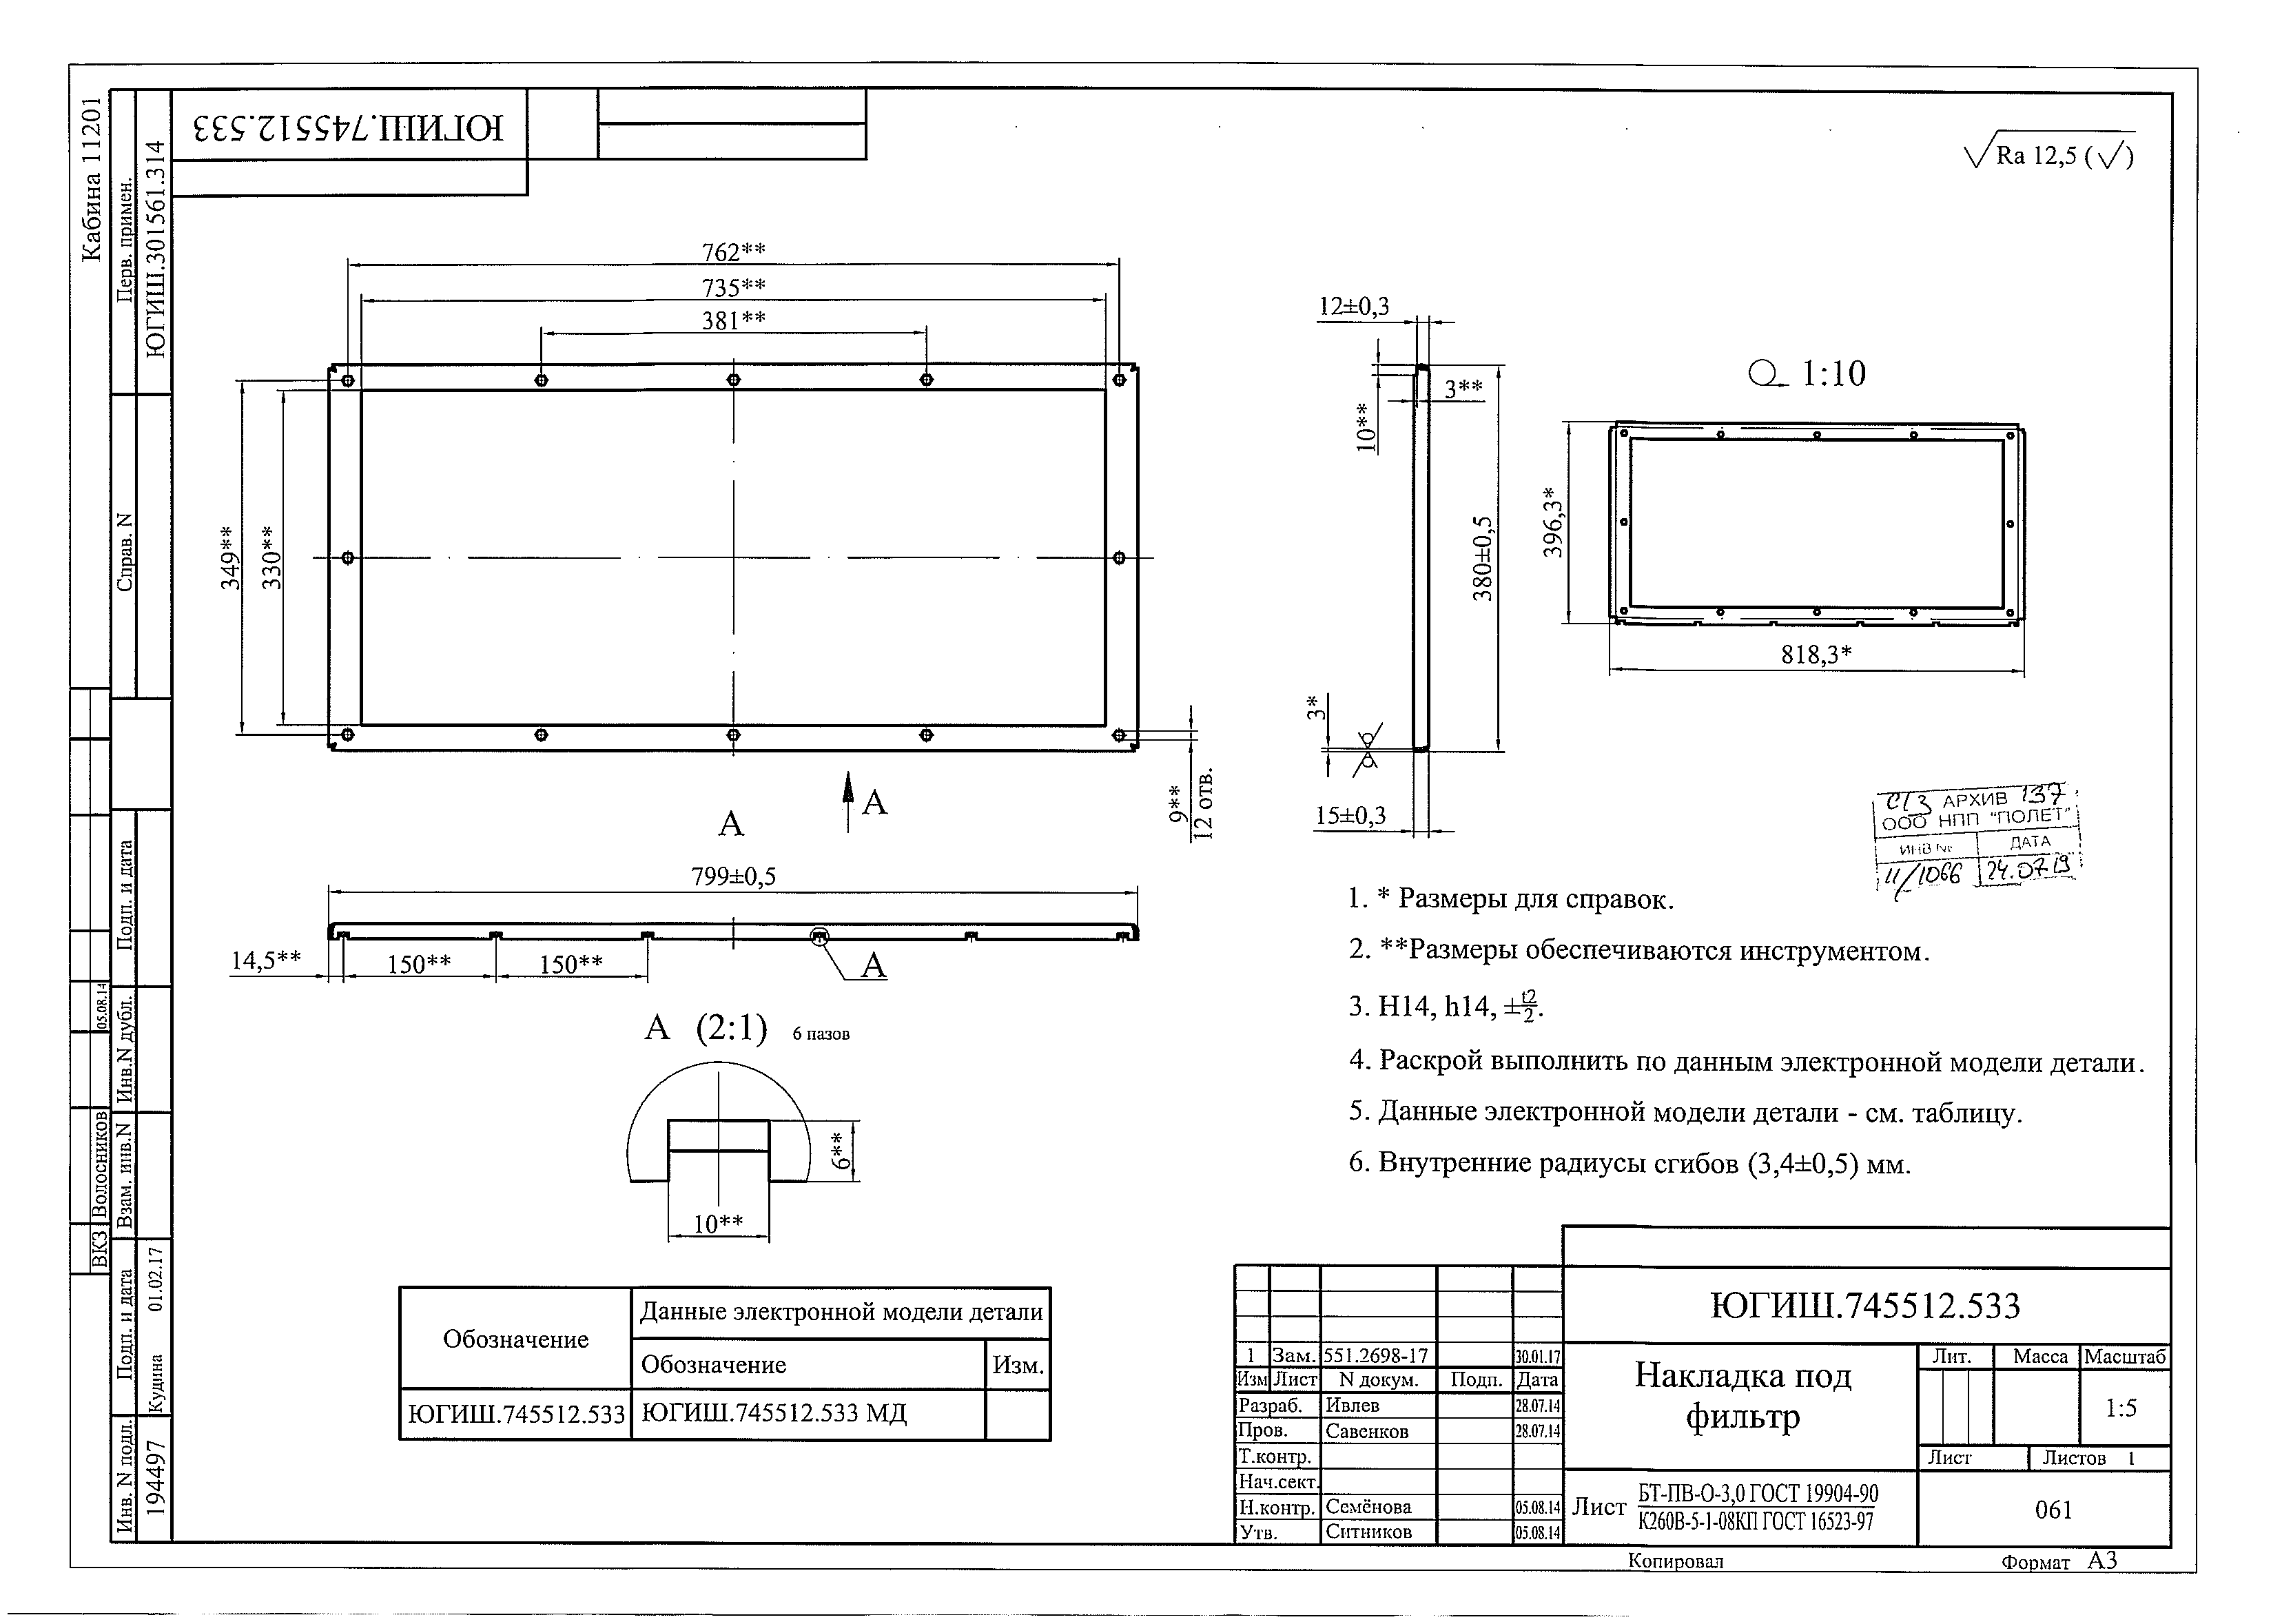 Кабина 11201
Перв. примен.
ЮГИШ.301561.314
ЮГИШ.745512.533
Справ. N
Подп. и дата
Инв.N дубл.
05.08.14
Взам. инв.N
Волосников
ВКЗ
Подп. и дата
Кудина 01.02.17
Инв. N подл.
194497
Ra 12,5 ( )
762**
735**
381**
349**
330**
9**
12 отв.
А
А
799±0,5
14,5**
150**
150**
А
А (2:1) 6 пазов
6**
10**
12±0,3
3**
10**
380±0,5
3*
15±0,3
1:10
396,3*
818,3*
с13 АРХИВ 137
ООО НПП "ПОЛЕТ"
ИНВ № ДАТА
11/1066 24.07.19
1. * Размеры для справок.
2. **Размеры обеспечиваются инструментом.
3. H14, h14, ±t2/2.
4. Раскрой выполнить по данным электронной модели детали.
5. Данные электронной модели детали - см. таблицу.
6. Внутренние радиусы сгибов (3,4±0,5) мм.
Обозначение
Данные электронной модели детали
Обозначение Изм.
ЮГИШ.745512.533 ЮГИШ.745512.533 МД
1 Зам. 551.2698-17 30.01.17
Изм Лист N докум. Подп. Дата
Разраб. Ивлев 28.07.14
Пров. Савенков 28.07.14
Т.контр.
Нач.сект.
Н.контр. Семёнова 05.08.14
Утв. Ситников 05.08.14
ЮГИШ.745512.533
Накладка под
фильтр
Лит. Масса Масштаб
1:5
Лист Листов 1
Лист БТ-ПВ-О-3,0 ГОСТ 19904-90
К260В-5-1-08КП ГОСТ 16523-97
061
Копировал Формат А3